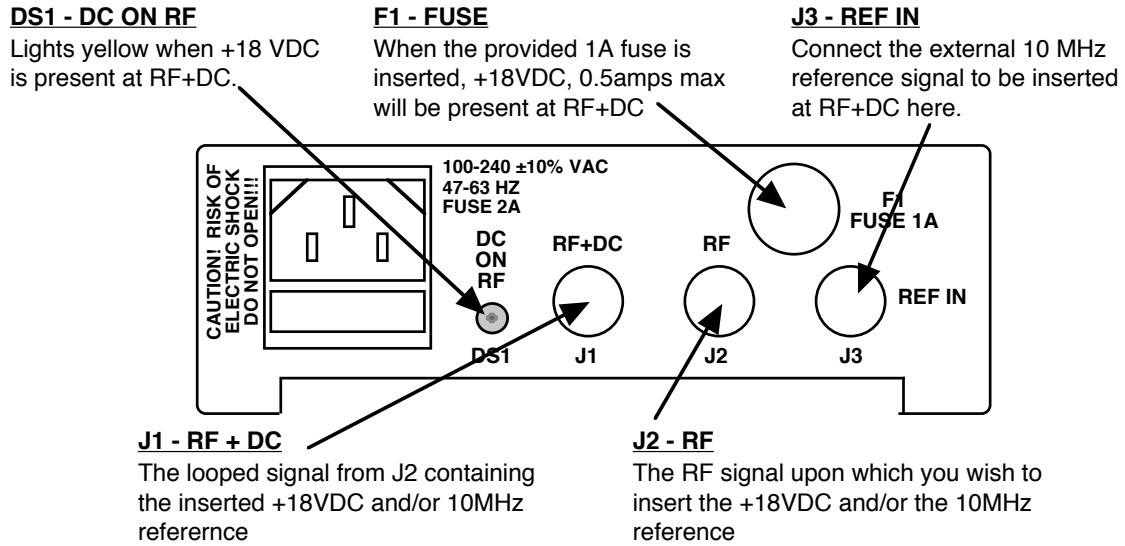 DS1 - DC ON RF
Lights yellow when +18 VDC
is present at RF+DC.
F1 - FUSE
When the provided 1A fuse is
inserted, +18VDC, 0.5amps max
will be present at RF+DC
J3 - REF IN
Connect the external 10 MHz
reference signal to be inserted
at RF+DC here.
CAUTION! RISK OF
ELECTRIC SHOCK
DO NOT OPEN!!!
100-240 ±10% VAC
47-63 HZ
FUSE 2A
DC
ON
RF
DS1
RF+DC
J1
RF
J2
F1
FUSE 1A
REF IN
J3
J1 - RF + DC
The looped signal from J2 containing
the inserted +18VDC and/or 10MHz
referernce
J2 - RF
The RF signal upon which you wish to
insert the +18VDC and/or the 10MHz
reference